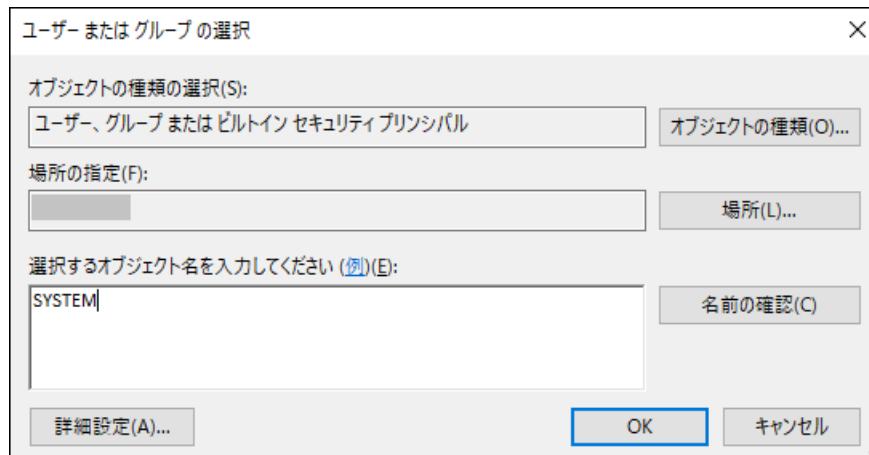 ユーザー または グループ の選択
オブジェクトの種類の選択(S):
ユーザー、グループ または ビルトイン セキュリティ プリンシパル
オブジェクトの種類(O)...
場所の指定(F):
場所(L)...
選択するオブジェクト名を入力してください (例)(E):
SYSTEM
名前の確認(C)
詳細設定(A)...
OK
キャンセル